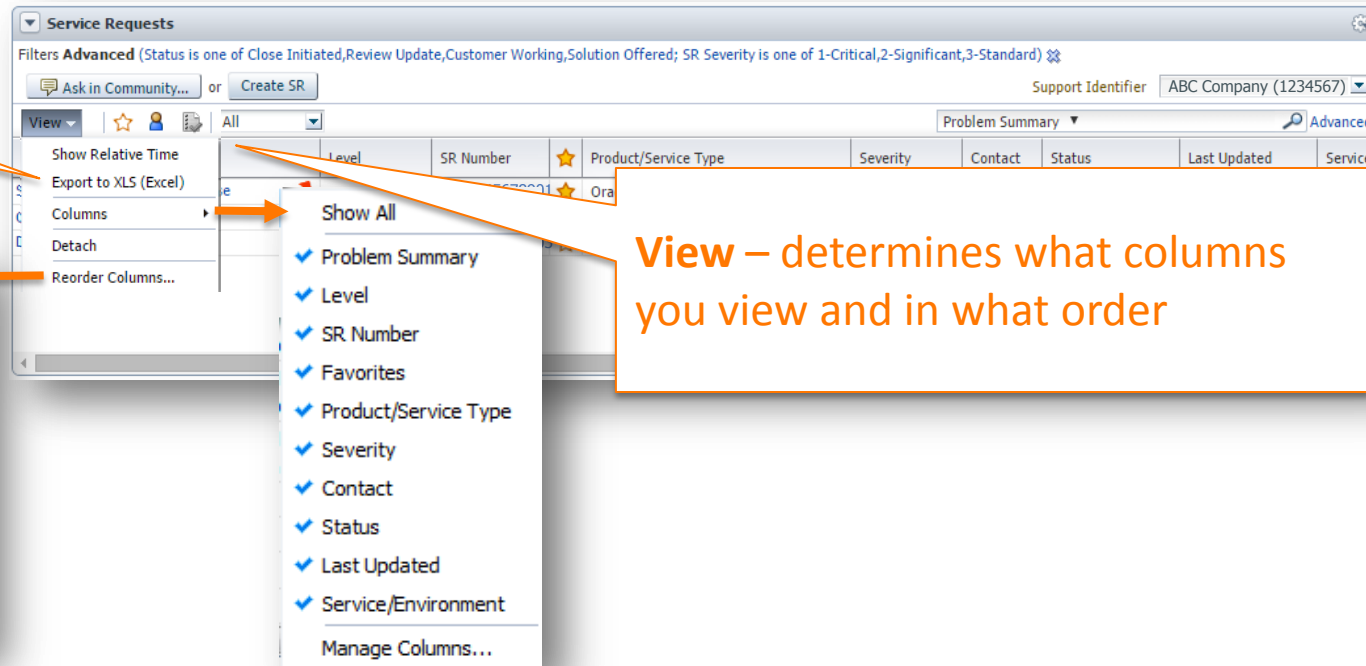 Service Requests
Filters Advanced (Status is one of Close Initiated,Review Update,Customer Working,Solution Offered; SR Severity is one of 1-Critical,2-Significant,3-Standard)
Ask in Community... or Create SR Support Identifier ABC Company (1234567)
View All Problem Summary Advanced
Level SR Number Product/Service Type Severity Contact Status Last Updated
Show Relative Time
Export to XLS (Excel)
Columns
Detach
Reorder Columns...
Show All
Problem Summary
Level
SR Number
Favorites
Product/Service Type
Severity
Contact
Status
Last Updated
Service/Environment
Manage Columns...
View – determines what columns
you view and in what order